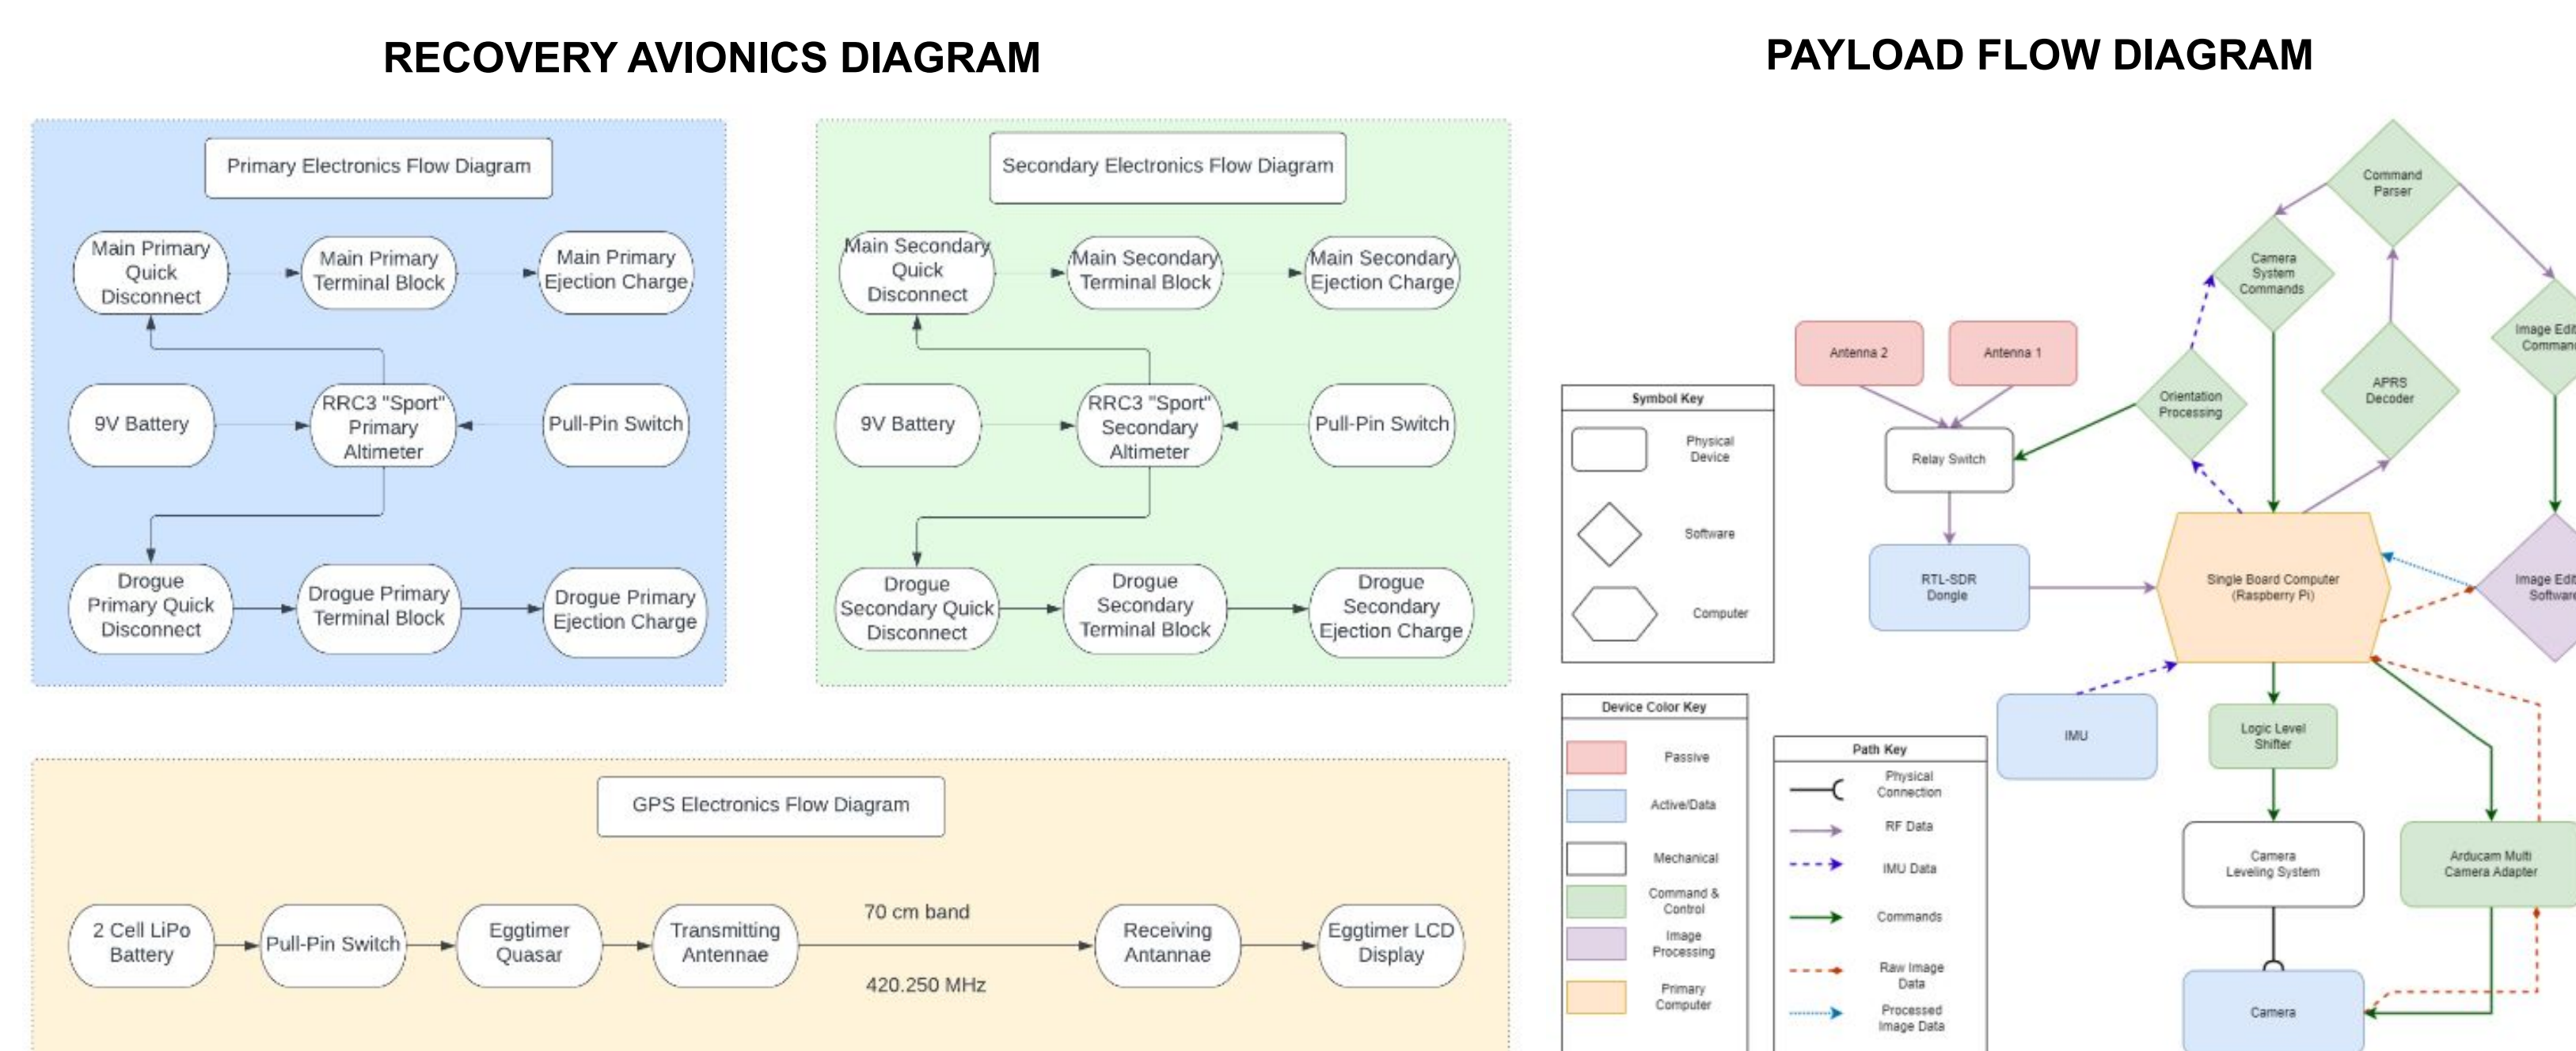 RECOVERY AVIONICS DIAGRAM
Primary Electronics Flow Diagram
Main Primary
Quick
Disconnect
Main Primary
Terminal Block
Main Primary
Ejection Charge
9V Battery
RRC3 "Sport"
Primary
Altimeter
Pull-Pin Switch
Drogue
Primary Quick
Disconnect
Drogue Primary
Terminal Block
Drogue Primary
Ejection Charge
Secondary Electronics Flow Diagram
Main Secondary
Quick
Disconnect
Main Secondary
Terminal Block
Main Secondary
Ejection Charge
9V Battery
RRC3 "Sport"
Secondary
Altimeter
Pull-Pin Switch
Drogue
Secondary Quick
Disconnect
Drogue
Secondary
Terminal Block
Drogue
Secondary
Ejection Charge
GPS Electronics Flow Diagram
2 Cell LiPo
Battery
Pull-Pin Switch
Eggtimer
Quasar
Transmitting
Antennae
70 cm band
420.250 MHz
Receiving
Antannae
Eggtimer LCD
Display
PAYLOAD FLOW DIAGRAM
Command
Parser
Camera
System
Commands
Image Edit
Comman
Antenna 2
Antenna 1
Orientation
Processing
APRS
Decoder
Relay Switch
RTL-SDR
Dongle
Single Board Computer
(Raspberry Pi)
Image Edit
Software
IMU
Logic Level
Shifter
Camera
Leveling System
Arducam Multi
Camera Adapter
Camera
Symbol Key
Physical
Device
Software
Computer
Device Color Key
Passive
Active/Data
Mechanical
Command &
Control
Image
Processing
Primary
Computer
Path Key
Physical
Connection
RF Data
IMU Data
Commands
Raw Image
Data
Processed
Image Data